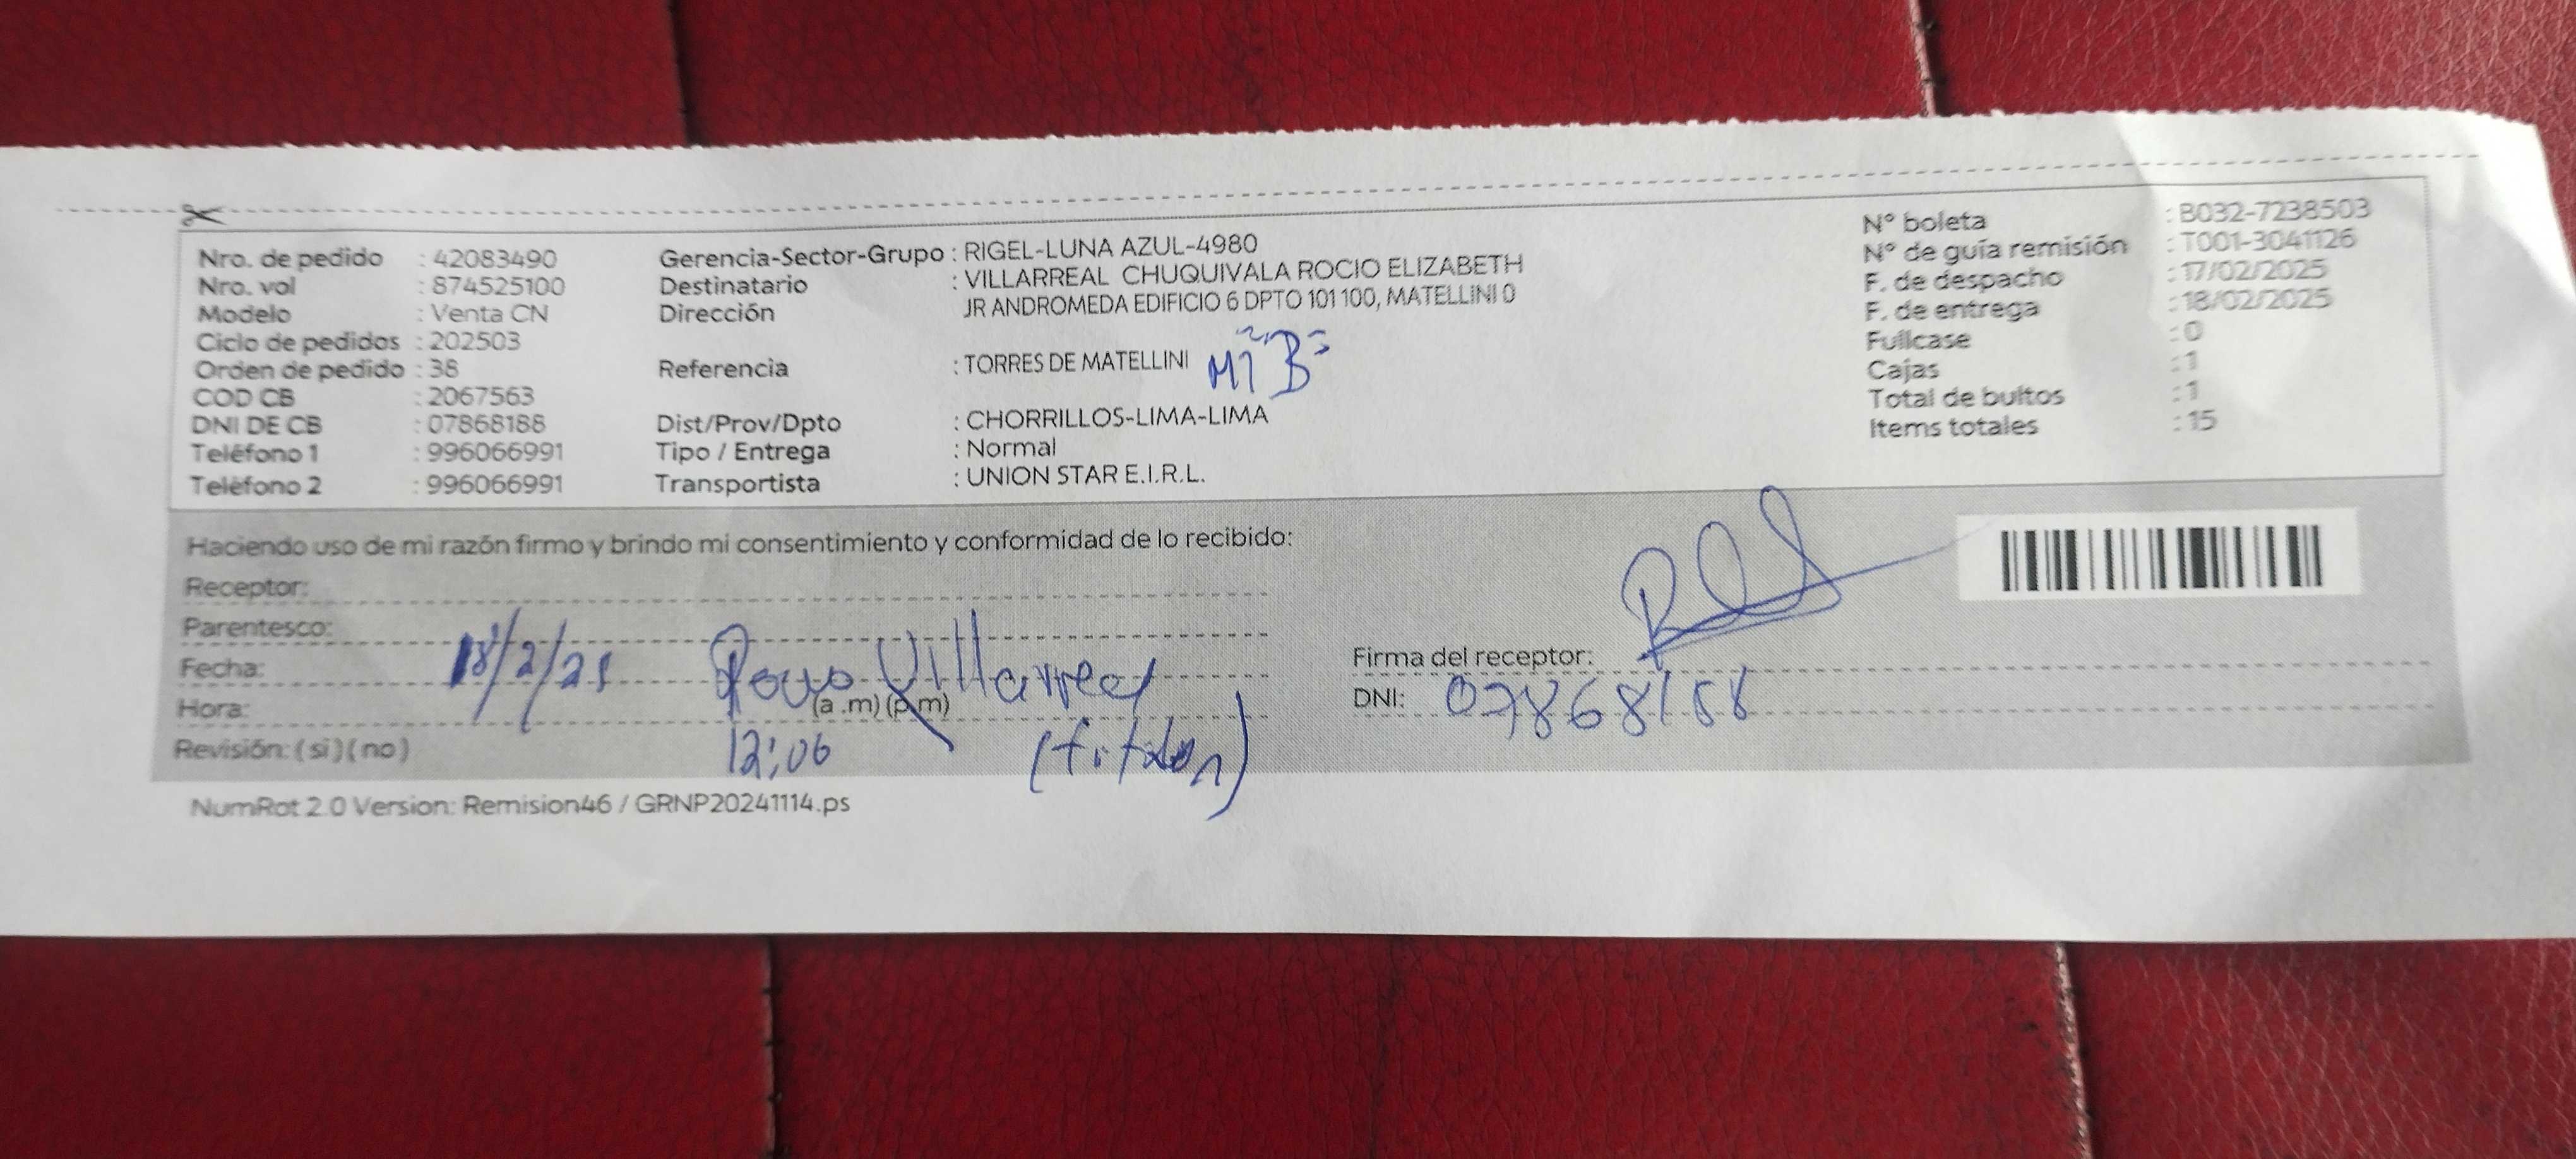 Nro. de pedido : 42083490
Nro. vol : 874525100
Modelo : Venta CN
Ciclo de pedidos : 202503
Orden de pedido : 38
COD CB : 2067563
DNI DE CB : 07868188
Teléfono 1 : 996066991
Teléfono 2 : 996066991
Gerencia-Sector-Grupo : RIGEL-LUNA AZUL-4980
Destinatario : VILLARREAL CHUQUIVALA ROCIO ELIZABETH
Dirección JR ANDROMEDA EDIFICIO 6 DPTO 101 100, MATELLINI 0
Referencia : TORRES DE MATELLINI
Dist/Prov/Dpto : CHORRILLOS-LIMA-LIMA
Tipo / Entrega : Normal
Transportista : UNION STAR E.I.R.L.
N° boleta : B032-7238503
N° de guía remisión : T001-3041126
F. de despacho : 17/02/2025
F. de entrega : 18/02/2025
Fullcase : 0
Cajas : 1
Total de bultos : 1
Items totales : 15
Haciendo uso de mi razón firmo y brindo mi consentimiento y conformidad de lo recibido:
Receptor:
Parentesco:
Fecha: 18/2/25 Rocio Villarreal
Hora: (a .m) (p.m)
Revisión: ( si ) ( no ) 12:06 (titular)
Firma del receptor:
DNI: 07868188
NumRot 2.0 Version: Remision46 / GRNP20241114.ps